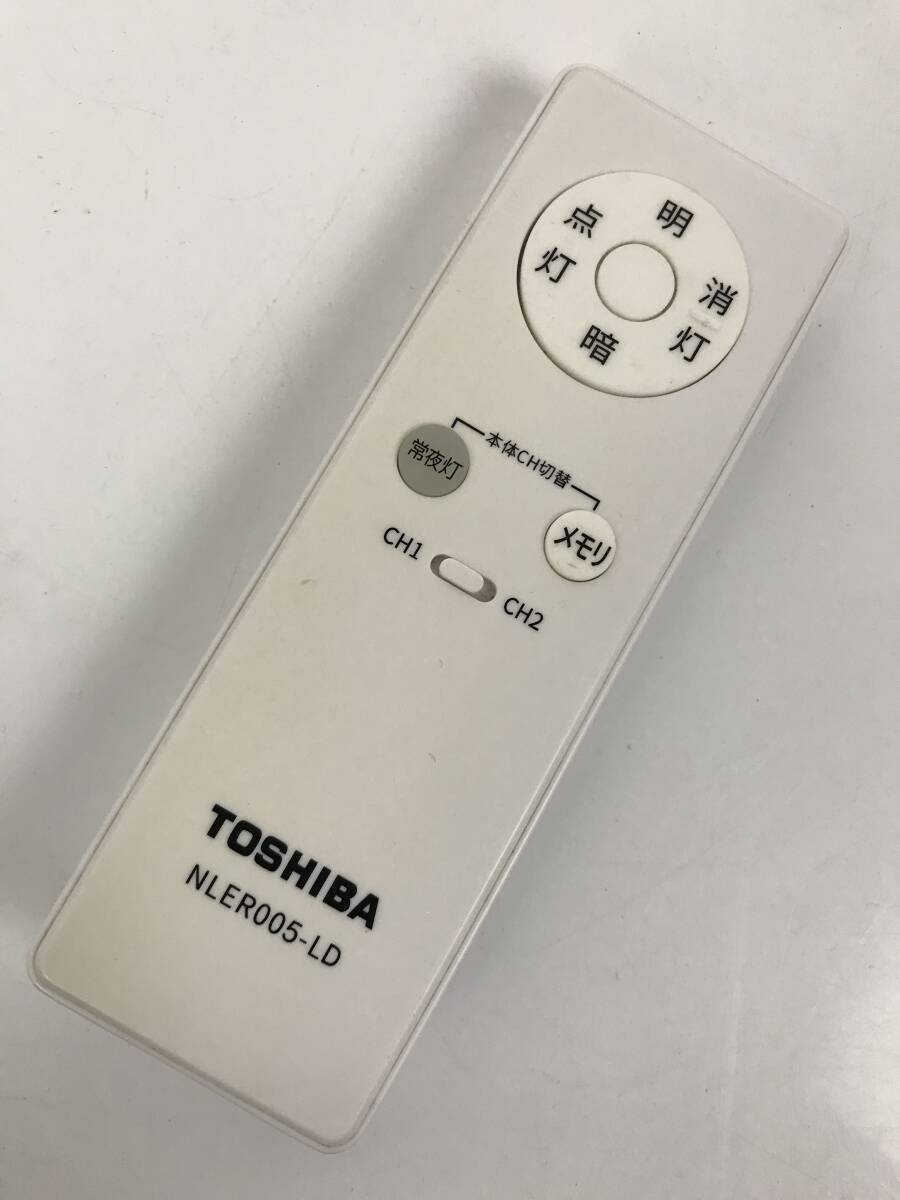 明
点灯
消灯
暗
本体CH切替
常夜灯
メモリ
CH1
CH2
TOSHIBA
NLER005-LD